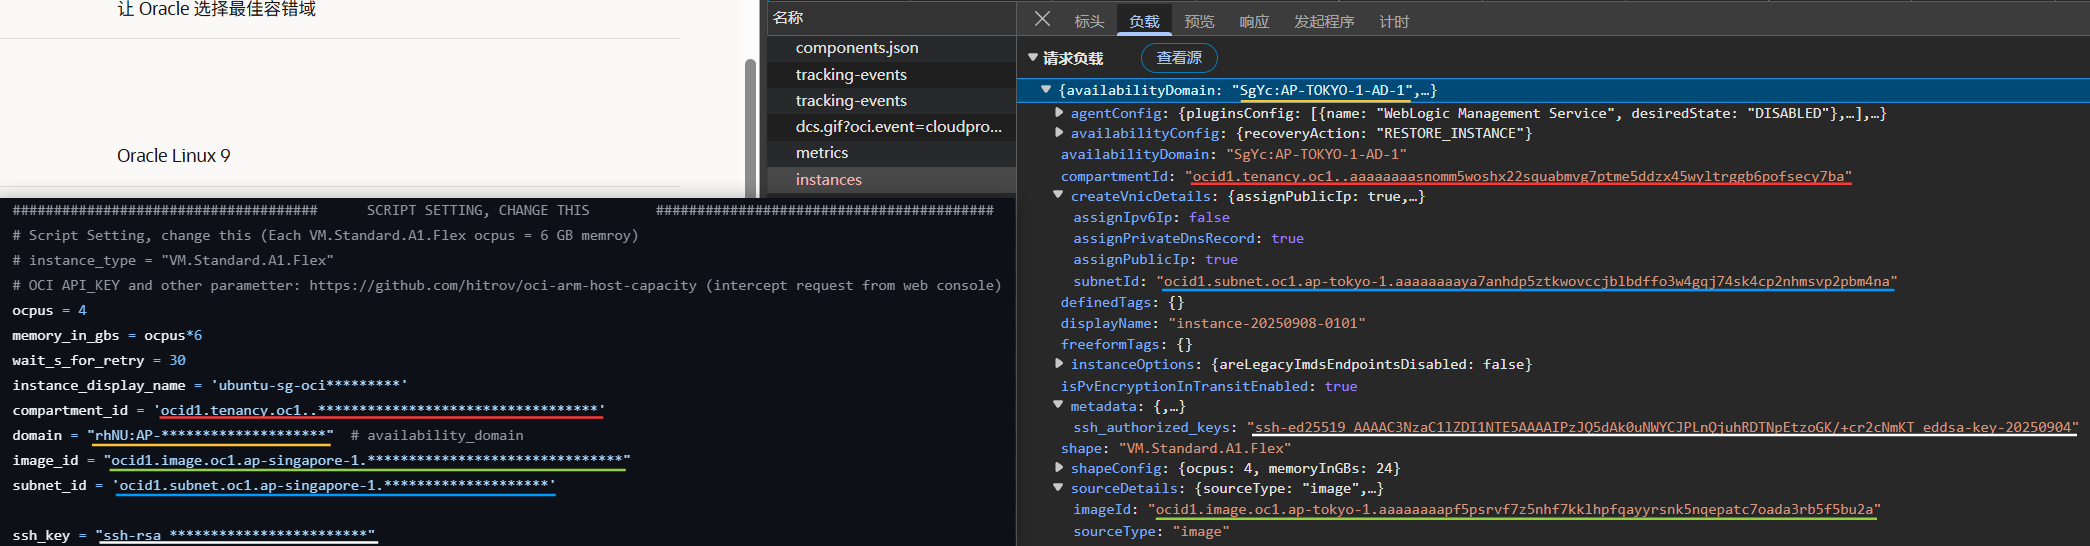 让 Oracle 选择最佳容错域
Oracle Linux 9
名称
components.json
tracking-events
tracking-events
dcs.gif?oci.event=cloudpro...
metrics
instances
标头
负载
预览
响应
发起程序
计时
请求负载
查看源
{availabilityDomain: "SgYc:AP-TOKYO-1-AD-1",…}
agentConfig: {pluginsConfig: [{name: "WebLogic Management Service", desiredState: "DISABLED"},…],…}
availabilityConfig: {recoveryAction: "RESTORE_INSTANCE"}
availabilityDomain: "SgYc:AP-TOKYO-1-AD-1"
compartmentId: "ocid1.tenancy.oc1..aaaaaaaasnomm5woshx22squabmvg7ptme5ddzx45wyltrggb6pofsecy7ba"
createVnicDetails: {assignPublicIp: true,…}
assignIpv6Ip: false
assignPrivateDnsRecord: true
assignPublicIp: true
subnetId: "ocid1.subnet.oc1.ap-tokyo-1.aaaaaaaaya7anhdp5ztkwovccjblbdffo3w4gqj74sk4cp2nhmsvp2pbm4na"
definedTags: {}
displayName: "instance-20250908-0101"
freeformTags: {}
instanceOptions: {areLegacyImdsEndpointsDisabled: false}
isPvEncryptionInTransitEnabled: true
metadata: {,…}
ssh_authorized_keys: "ssh-ed25519 AAAAC3NzaC1lZDI1NTE5AAAAIPzJQ5dAk0uNWYCJPLnQjuhRDTNpEtzoGK/+cr2cNmKT eddsa-key-20250904"
shape: "VM.Standard.A1.Flex"
shapeConfig: {ocpus: 4, memoryInGBs: 24}
sourceDetails: {sourceType: "image",…}
imageId: "ocid1.image.oc1.ap-tokyo-1.aaaaaaaapf5psrvf7z5nhf7kklhpfqayyrsnk5nqepatc7oada3rb5f5bu2a"
sourceType: "image"
##################################### SCRIPT SETTING, CHANGE THIS #########################################
# Script Setting, change this (Each VM.Standard.A1.Flex ocpus = 6 GB memroy)
# instance_type = "VM.Standard.A1.Flex"
# OCI API_KEY and other parametter: https://github.com/hitrov/oci-arm-host-capacity (intercept request from web console)
ocpus = 4
memory_in_gbs = ocpus*6
wait_s_for_retry = 30
instance_display_name = 'ubuntu-sg-oci*********'
compartment_id = 'ocid1.tenancy.oc1..**********************************'
domain = "rhNU:AP-********************" # availability_domain
image_id = "ocid1.image.oc1.ap-singapore-1.*******************************"
subnet_id = 'ocid1.subnet.oc1.ap-singapore-1.********************'
ssh_key = "ssh-rsa ************************"